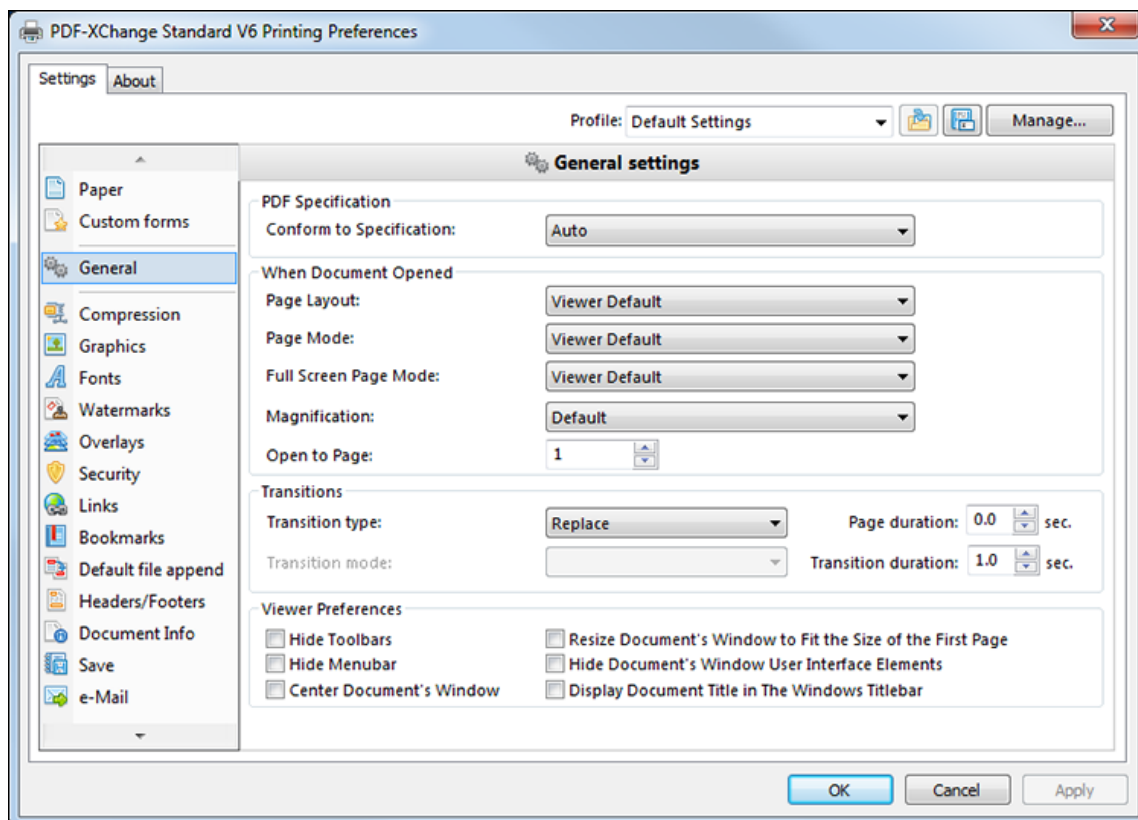 PDF-XChange Standard V6 Printing Preferences
Settings About
Profile: Default Settings Manage...
Paper
Custom forms
General
Compression
Graphics
Fonts
Watermarks
Overlays
Security
Links
Bookmarks
Default file append
Headers/Footers
Document Info
Save
e-Mail
General settings
PDF Specification
Conform to Specification: Auto
When Document Opened
Page Layout: Viewer Default
Page Mode: Viewer Default
Full Screen Page Mode: Viewer Default
Magnification: Default
Open to Page: 1
Transitions
Transition type: Replace Page duration: 0.0 sec.
Transition mode: Transition duration: 1.0 sec.
Viewer Preferences
Hide Toolbars Resize Document's Window to Fit the Size of the First Page
Hide Menubar Hide Document's Window User Interface Elements
Center Document's Window Display Document Title in The Windows Titlebar
OK Cancel Apply